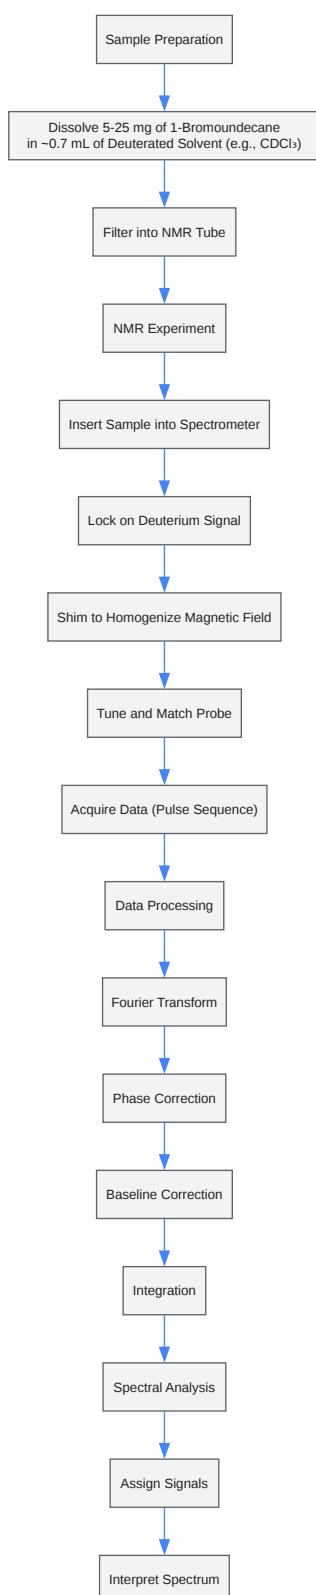 Sample Preparation
Dissolve 5-25 mg of 1-Bromoundecane
in ~0.7 mL of Deuterated Solvent (e.g., CDCl₃)
Filter into NMR Tube
NMR Experiment
Insert Sample into Spectrometer
Lock on Deuterium Signal
Shim to Homogenize Magnetic Field
Tune and Match Probe
Acquire Data (Pulse Sequence)
Data Processing
Fourier Transform
Phase Correction
Baseline Correction
Integration
Spectral Analysis
Assign Signals
Interpret Spectrum